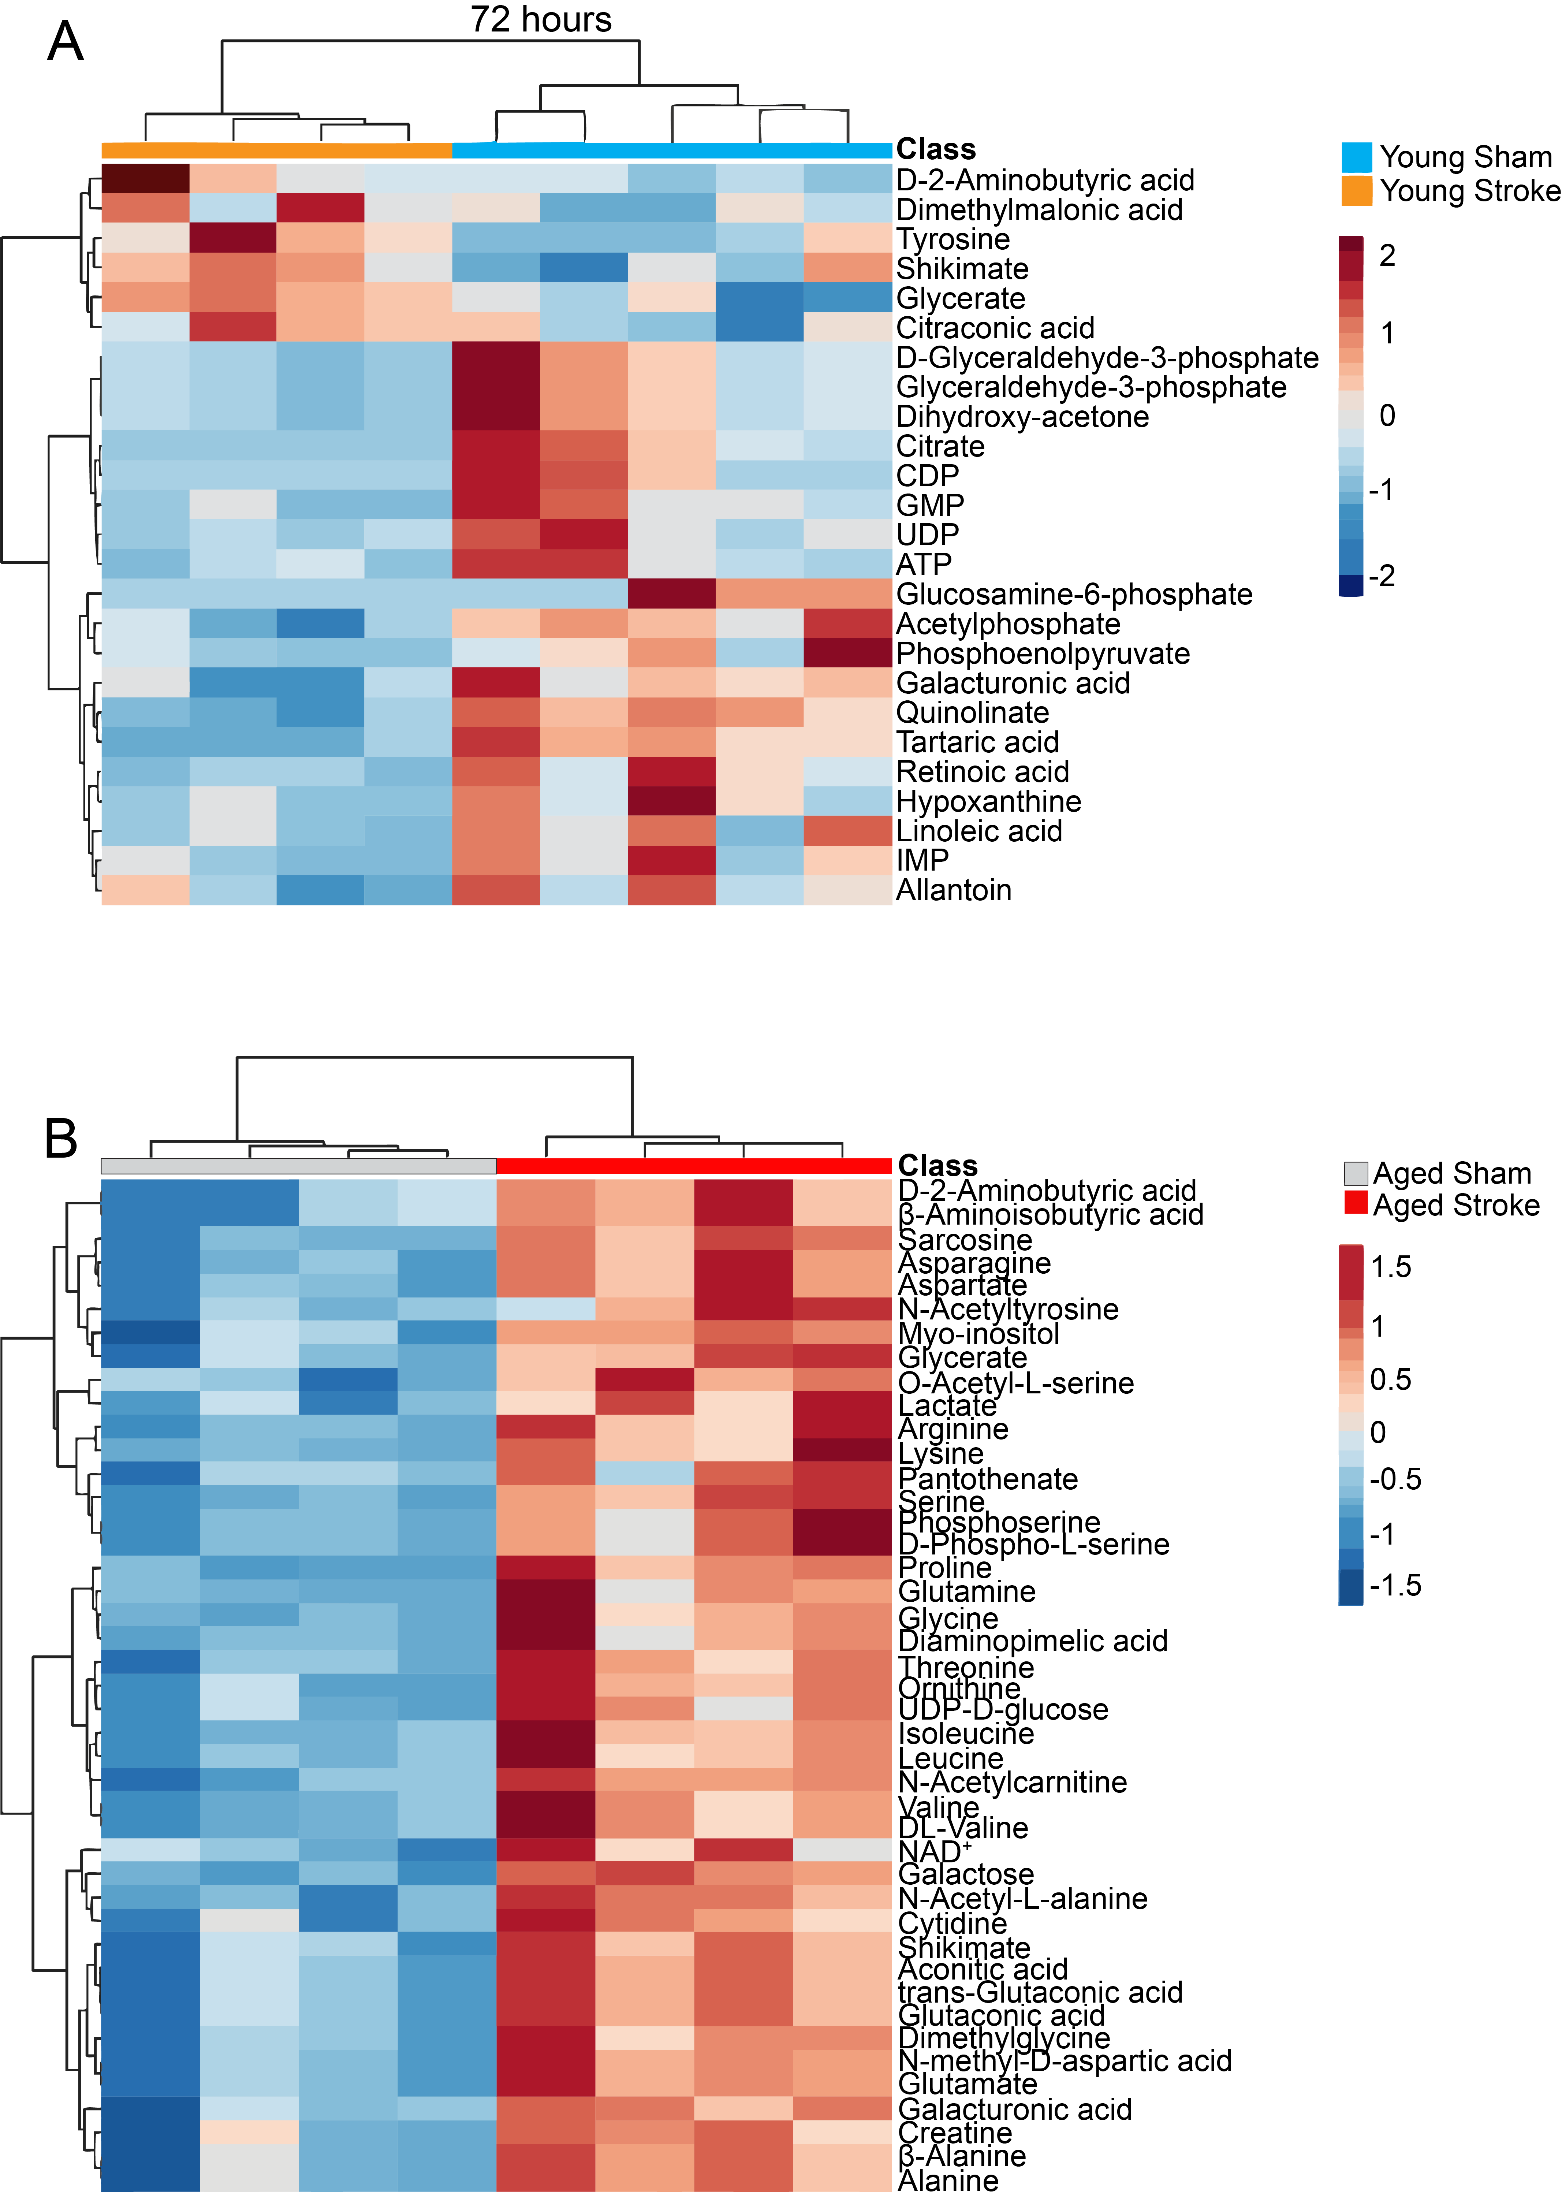 A
72 hours
Class
D-2-Aminobutyric acid
Dimethylmalonic acid
Tyrosine
Shikimate
Glycerate
Citraconic acid
D-Glyceraldehyde-3-phosphate
Glyceraldehyde-3-phosphate
Dihydroxy-acetone
Citrate
CDP
GMP
UDP
ATP
Glucosamine-6-phosphate
Acetylphosphate
Phosphoenolpyruvate
Galacturonic acid
Quinolinate
Tartaric acid
Retinoic acid
Hypoxanthine
Linoleic acid
IMP
Allantoin
Young Sham
Young Stroke
2
1
0
-1
-2
B
Class
D-2-Aminobutyric acid
β-Aminoisobutyric acid
Sarcosine
Asparagine
Aspartate
N-Acetyltyrosine
Myo-inositol
Glycerate
O-Acetyl-L-serine
Lactate
Arginine
Lysine
Pantothenate
Serine
Phosphoserine
D-Phospho-L-serine
Proline
Glutamine
Glycine
Diaminopimelic acid
Threonine
Ornithine
UDP-D-glucose
Isoleucine
Leucine
N-Acetylcarnitine
Valine
DL-Valine
NAD⁺
Galactose
N-Acetyl-L-alanine
Cytidine
Shikimate
Aconitic acid
trans-Glutaconic acid
Glutaconic acid
Dimethylglycine
N-methyl-D-aspartic acid
Glutamate
Galacturonic acid
Creatine
β-Alanine
Alanine
Aged Sham
Aged Stroke
1.5
1
0.5
0
-0.5
-1
-1.5